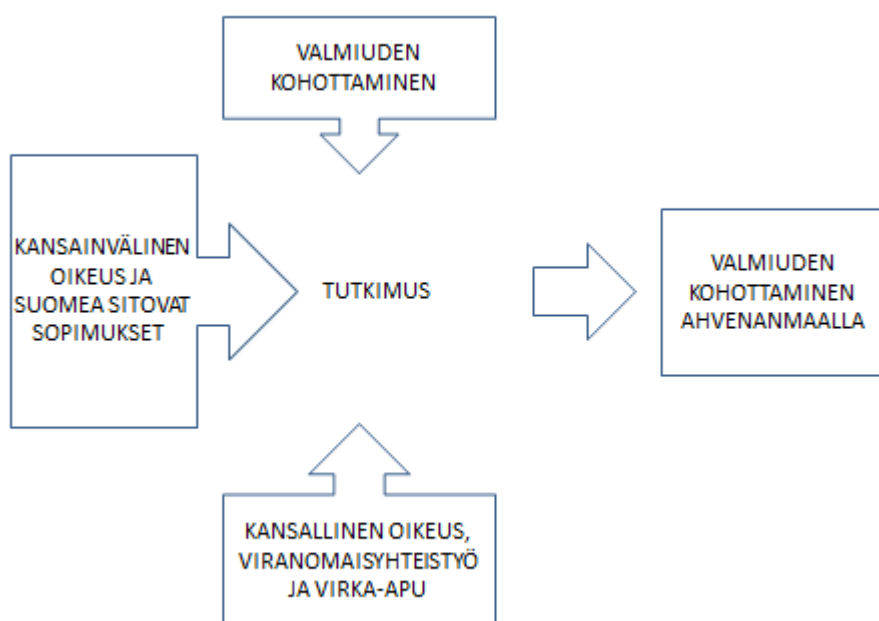 VALMIUDEN
KOHOTTAMINEN
KANSAINVÄLINEN
OIKEUS JA
SUOMEA SITOVAT
SOPIMUKSET
TUTKIMUS
VALMIUDEN
KOHOTTAMINEN
AHVENANMAALLA
KANSALLINEN OIKEUS,
VIRANOMAISYHTEISTYÖ
JA VIRKA-APU